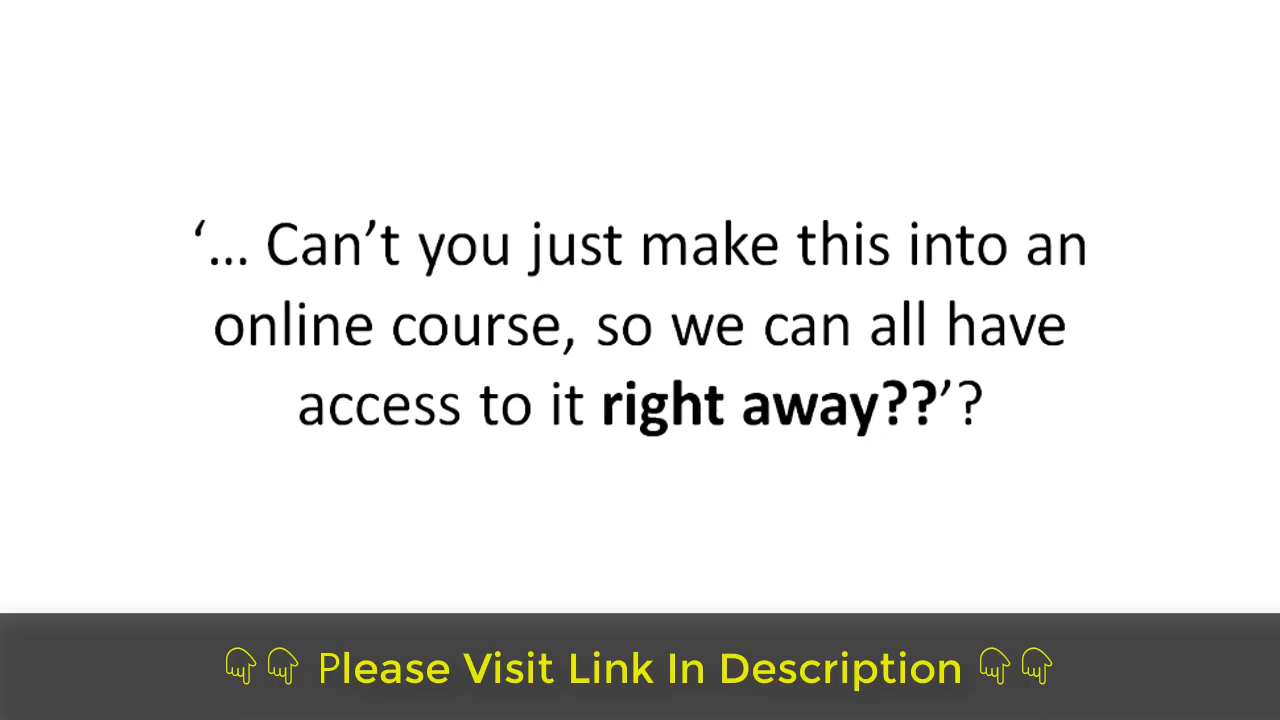 ‘… Can’t you just make this into an
online course, so we can all have
access to it right away??’?
Please Visit Link In Description